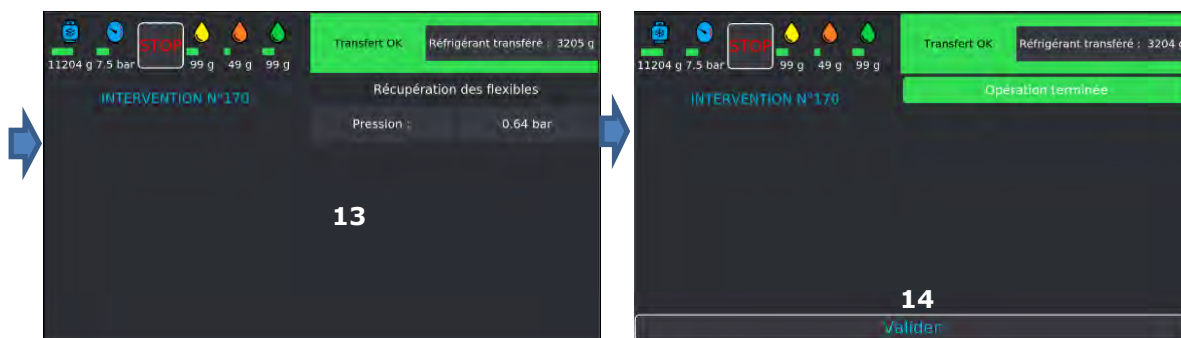 STOP
11204 g 7.5 bar 99 g 49 g 99 g
Transfert OK Réfrigérant transféré : 3205 g
INTERVENTION N°170
Récupération des flexibles
Pression : 0.64 bar
13
STOP
11204 g 7.5 bar 99 g 49 g 99 g
Transfert OK Réfrigérant transféré : 3204 g
INTERVENTION N°170
Opération terminée
14
Valider